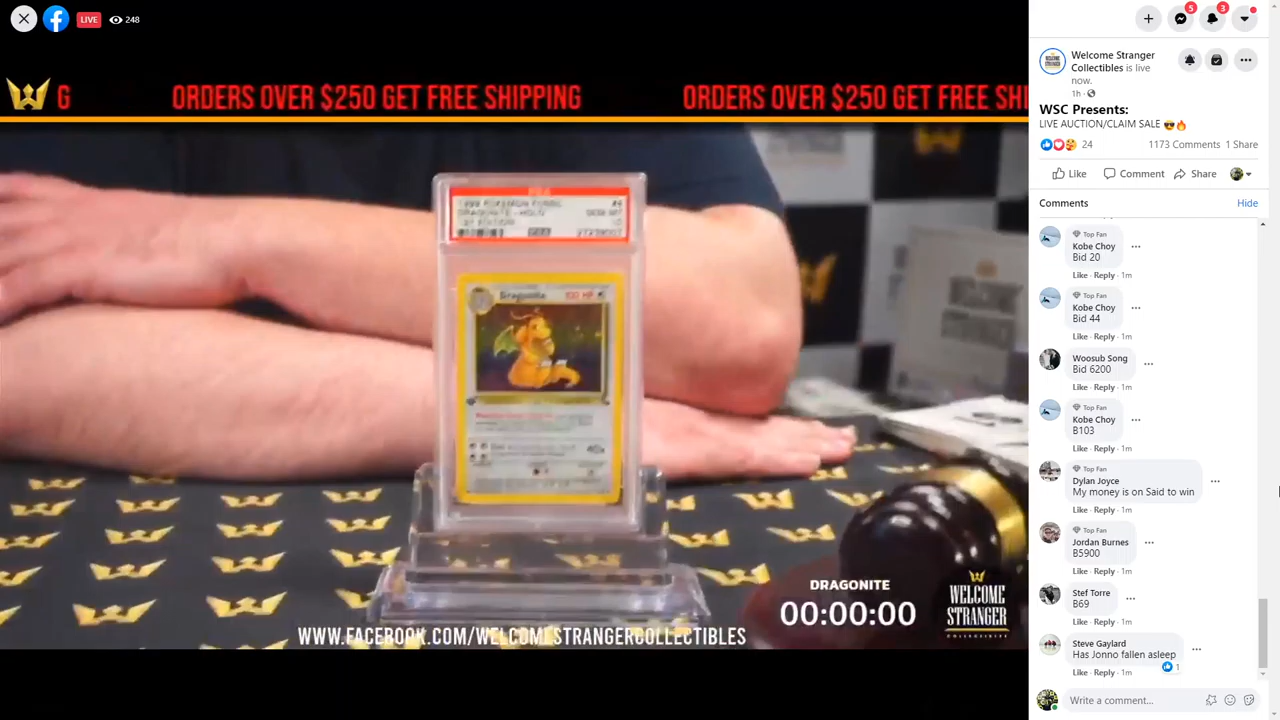 LIVE
248
G
ORDERS OVER $250 GET FREE SHIPPING
ORDERS OVER $250 GET FREE SHI
Dragonite
DRAGONITE
00:00:00
WELCOME
STRANGER
COLLECTIBLES
WWW.FACEBOOK.COM/WELCOMESTRANGERCOLLECTIBLES
5
3
Welcome Stranger
Collectibles is live
now.
1h ·
WSC Presents:
LIVE AUCTION/CLAIM SALE 😎🔥
24
1173 Comments 1 Share
Like
Comment
Share
Comments
Hide
Top Fan
Kobe Choy
Bid 20
Like · Reply · 1m
Top Fan
Kobe Choy
Bid 44
Like · Reply · 1m
Woosub Song
Bid 6200
Like · Reply · 1m
Top Fan
Kobe Choy
B103
Like · Reply · 1m
Top Fan
Dylan Joyce
My money is on Said to win
Like · Reply · 1m
Top Fan
Jordan Burnes
B5900
Like · Reply · 1m
Stef Torre
B69
Like · Reply · 1m
Steve Gaylard
Has Jonno fallen asleep
1
Like · Reply · 1m
Write a comment...